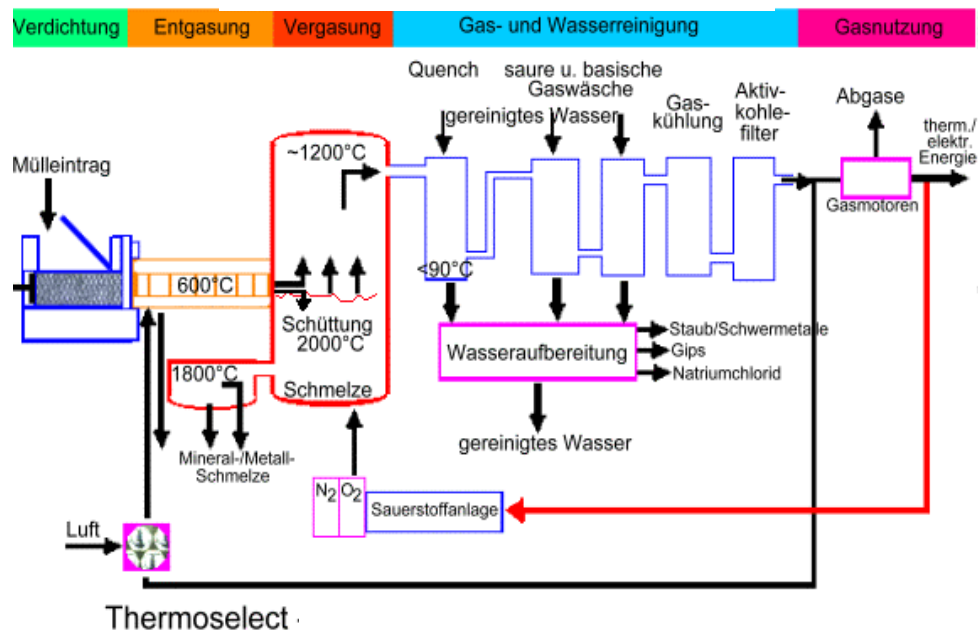 Verdichtung
Entgasung
Vergasung
Gas- und Wasserreinigung
Gasnutzung
Quench
saure u. basische
Gaswäsche
gereinigtes Wasser
Gas-
kühlung
Aktiv-
kohle-
filter
Abgase
therm./
elektr.
Energie
Mülleintrag
~1200°C
Gasmotoren
600°C
<90°C
Schüttung
2000°C
Wasseraufbereitung
Staub/Schwermetalle
Gips
Natriumchlorid
1800°C
Schmelze
gereinigtes Wasser
Mineral-/Metall-
Schmelze
N2
O2
Sauerstoffanlage
Luft
Thermoselect